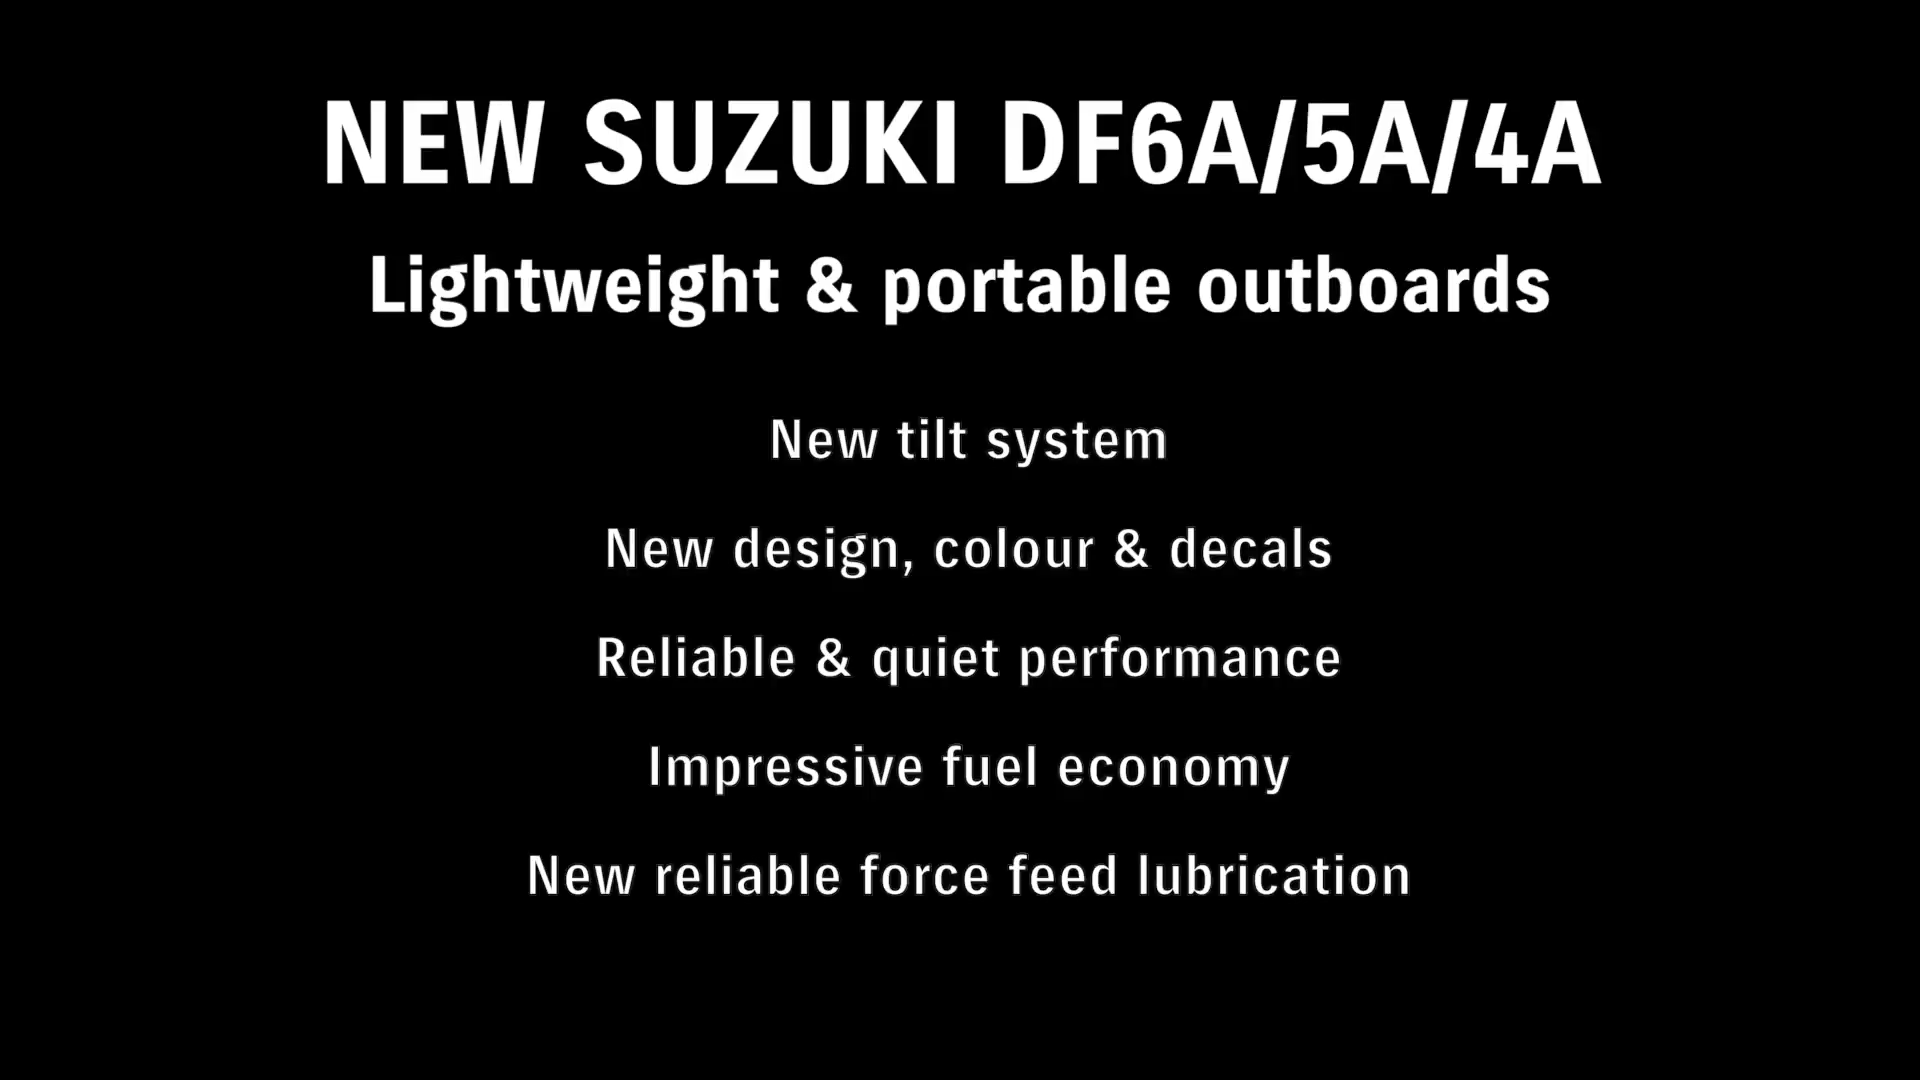 NEW SUZUKI DF6A/5A/4A
Lightweight & portable outboards
New tilt system
New design, colour & decals
Reliable & quiet performance
Impressive fuel economy
New reliable force feed lubrication